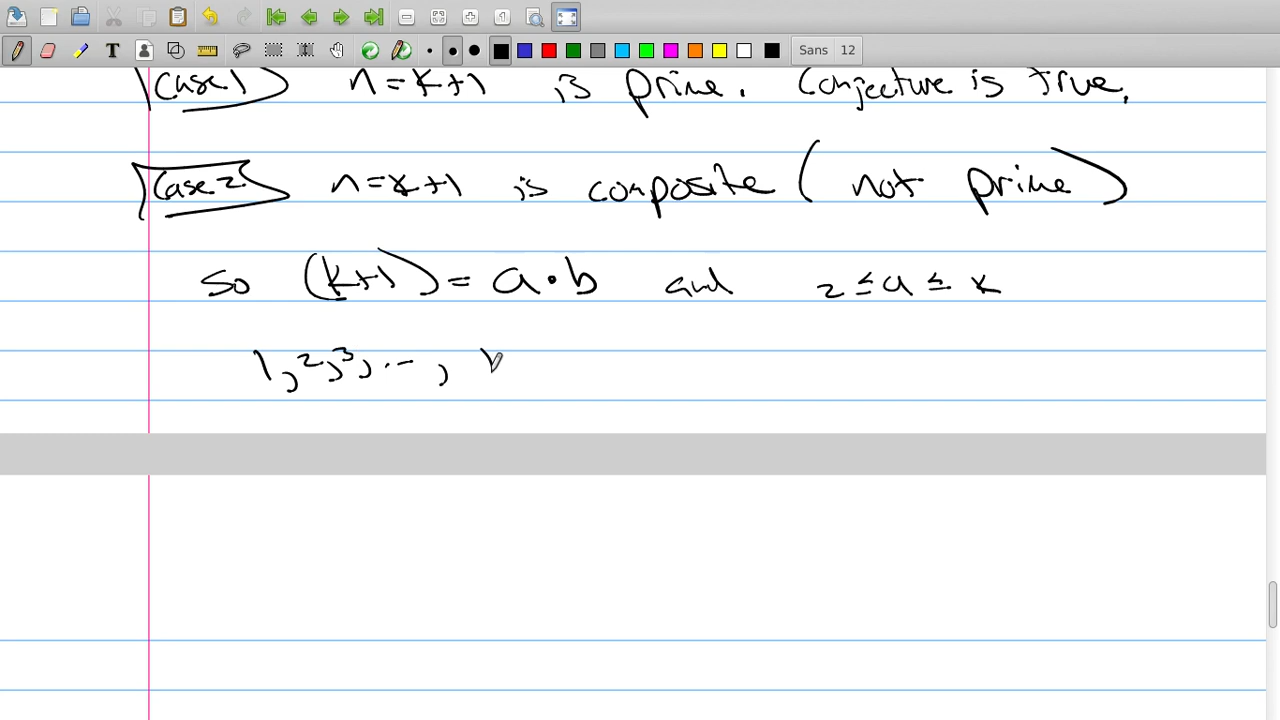 Sans 12
Case 1 n=k+1 is prime. Conjecture is true.
Case 2 n=k+1 is composite (not prime)
so (k+1) = a·b and 2 ≤ a ≤ k
1, 2, 3, ..., k